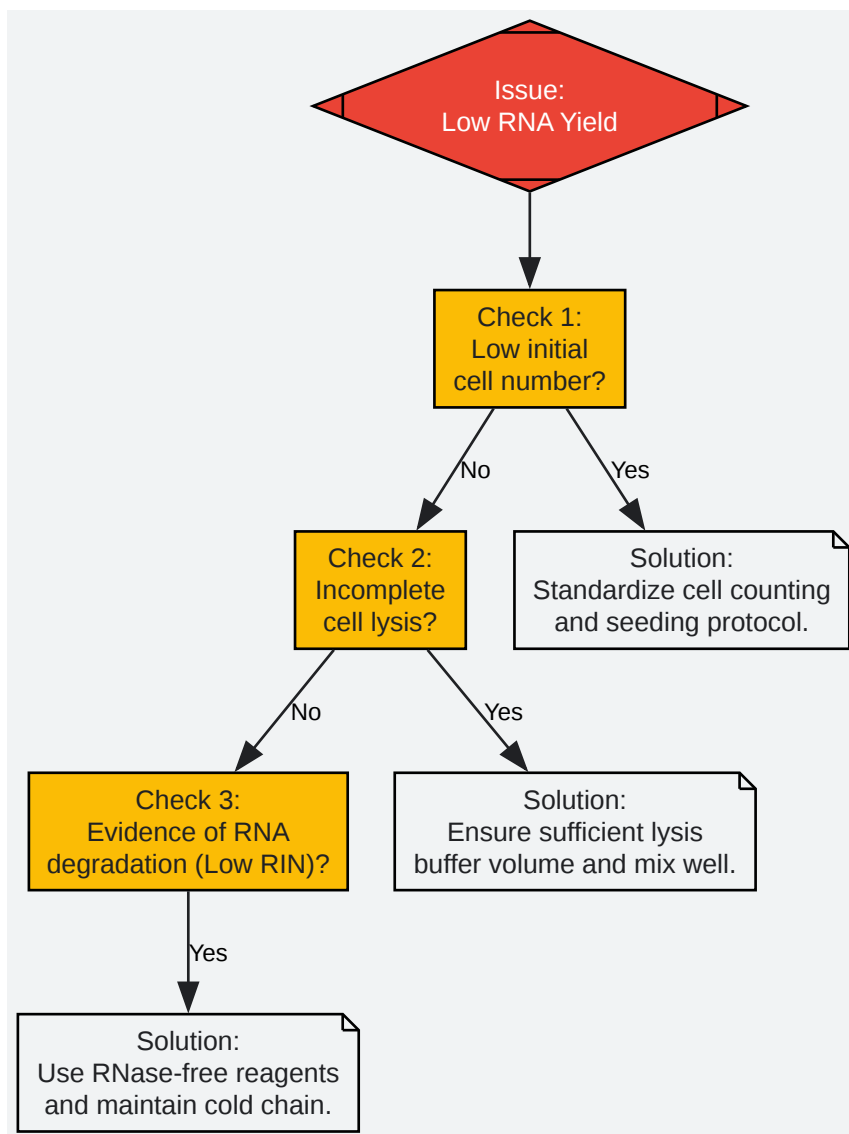 Issue:
Low RNA Yield
Check 1:
Low initial
cell number?
No
Yes
Check 2:
Incomplete
cell lysis?
Solution:
Standardize cell counting
and seeding protocol.
No
Yes
Check 3:
Evidence of RNA
degradation (Low RIN)?
Solution:
Ensure sufficient lysis
buffer volume and mix well.
Yes
Solution:
Use RNase-free reagents
and maintain cold chain.